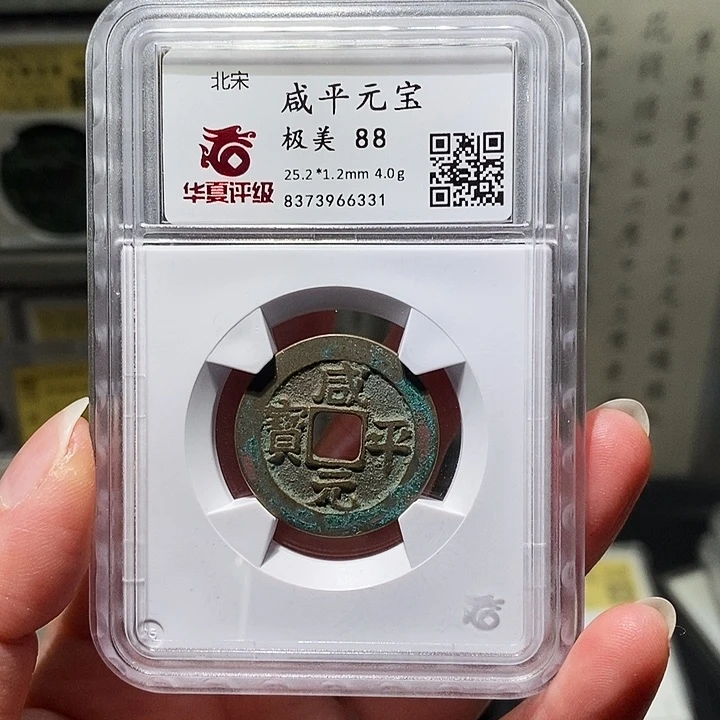 北宋
咸平元宝
极美 88
华夏评级
25.2*1.2mm 4.0g
8373966331
咸平元寶